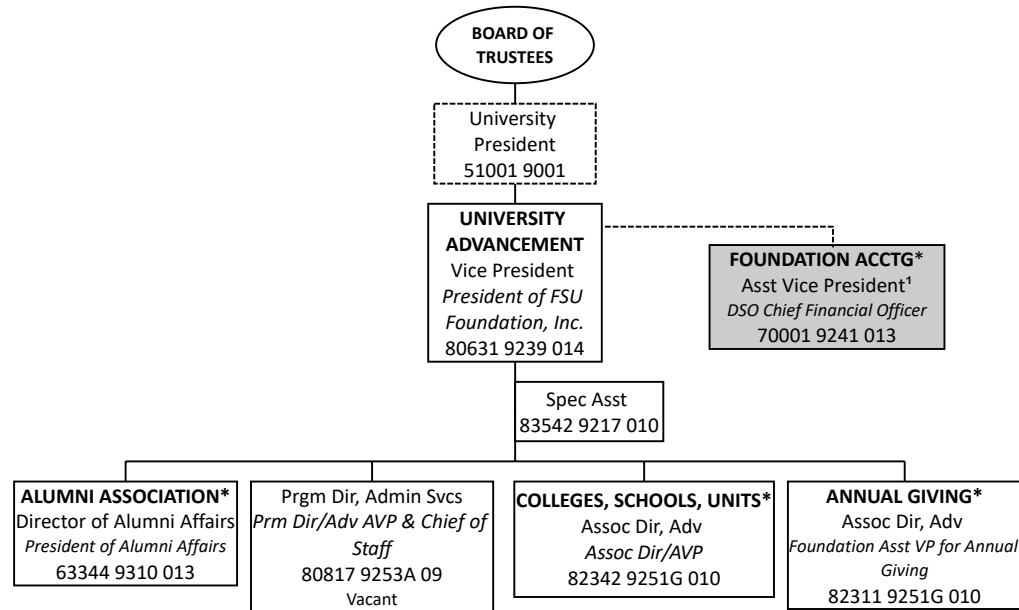 BOARD OF
TRUSTEES
University
President
51001 9001
UNIVERSITY
ADVANCEMENT
Vice President
President of FSU
Foundation, Inc.
80631 9239 014
FOUNDATION ACCTG*
Asst Vice President¹
DSO Chief Financial Officer
70001 9241 013
Spec Asst
83542 9217 010
ALUMNI ASSOCIATION*
Director of Alumni Affairs
President of Alumni Affairs
63344 9310 013
Prgm Dir, Admin Svcs
Prm Dir/Adv AVP & Chief of
Staff
80817 9253A 09
Vacant
COLLEGES, SCHOOLS, UNITS*
Assoc Dir, Adv
Assoc Dir/AVP
82342 9251G 010
ANNUAL GIVING*
Assoc Dir, Adv
Foundation Asst VP for Annual
Giving
82311 9251G 010